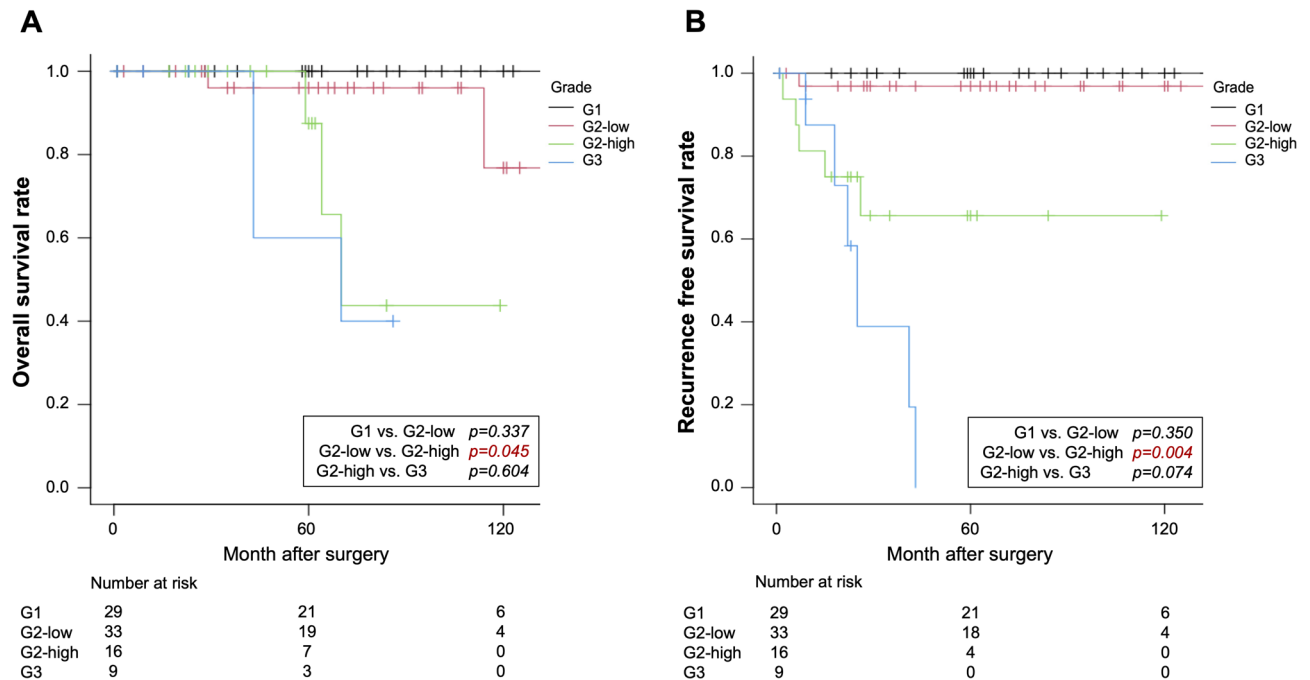 A
Overall survival rate
1.0
0.8
0.6
0.4
0.2
0.0
Grade
G1
G2-low
G2-high
G3
G1 vs. G2-low p=0.337
G2-low vs. G2-high p=0.045
G2-high vs. G3 p=0.604
0 60 120
Month after surgery
Number at risk
G1 29 21 6
G2-low 33 19 4
G2-high 16 7 0
G3 9 3 0
B
Recurrence free survival rate
1.0
0.8
0.6
0.4
0.2
0.0
Grade
G1
G2-low
G2-high
G3
G1 vs. G2-low p=0.350
G2-low vs. G2-high p=0.004
G2-high vs. G3 p=0.074
0 60 120
Month after surgery
Number at risk
G1 29 21 6
G2-low 33 18 4
G2-high 16 4 0
G3 9 0 0